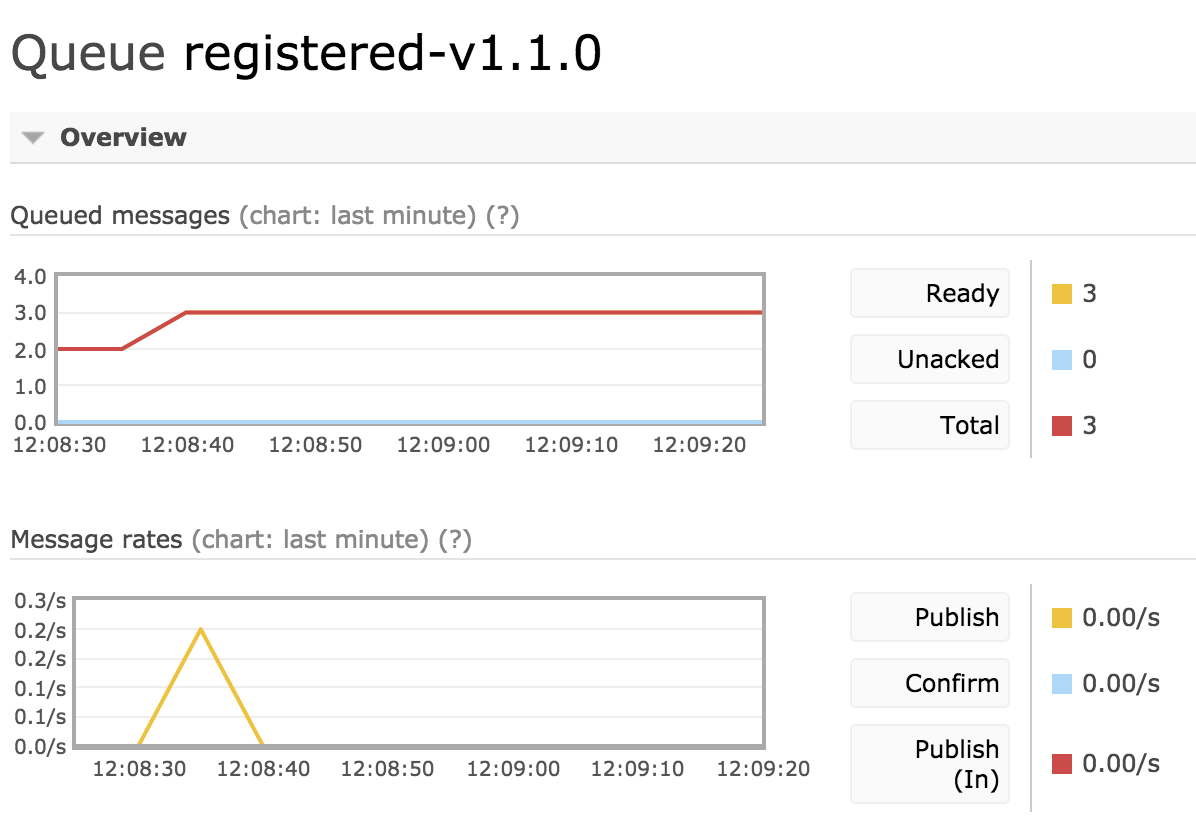 Queue registered-v1.1.0
Overview
Queued messages (chart: last minute) (?)
4.0
3.0
2.0
1.0
0.0
12:08:30 12:08:40 12:08:50 12:09:00 12:09:10 12:09:20
Ready 3
Unacked 0
Total 3
Message rates (chart: last minute) (?)
0.3/s
0.2/s
0.2/s
0.1/s
0.1/s
0.0/s
12:08:30 12:08:40 12:08:50 12:09:00 12:09:10 12:09:20
Publish 0.00/s
Confirm 0.00/s
Publish
(In) 0.00/s